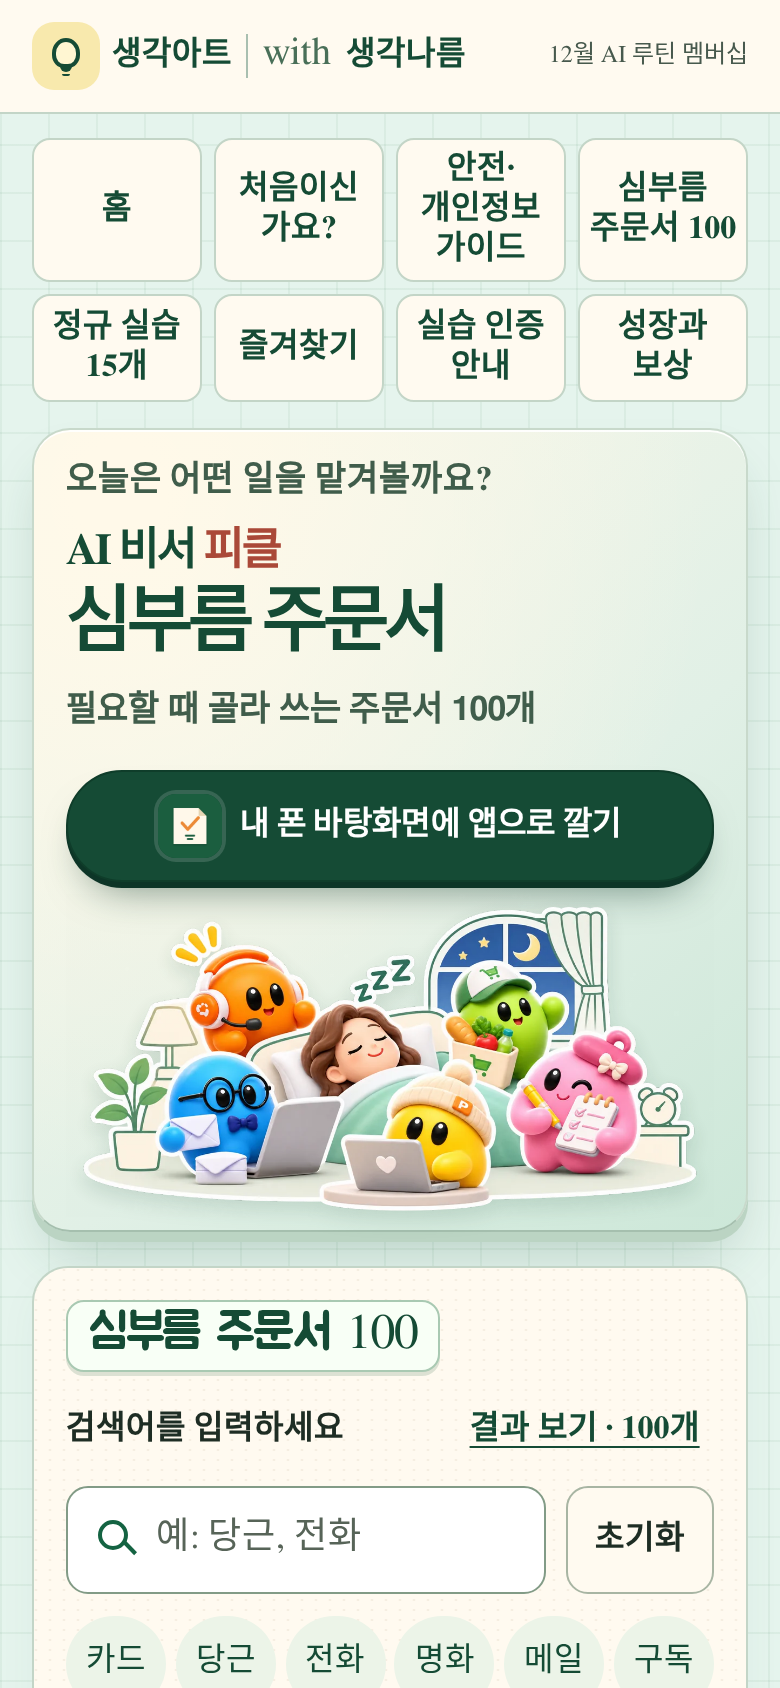 생각아트 | with 생각나름
12월 AI 루틴 멤버십
홈
처음이신
가요?
안전·
개인정보
가이드
심부름
주문서 100
정규 실습
15개
즐겨찾기
실습 인증
안내
성장과
보상
오늘은 어떤 일을 맡겨볼까요?
AI 비서 피클
심부름 주문서
필요할 때 골라 쓰는 주문서 100개
내 폰 바탕화면에 앱으로 깔기
zzZ
P
심부름 주문서 100
검색어를 입력하세요
결과 보기 · 100개
예: 당근, 전화
초기화
카드
당근
전화
명화
메일
구독